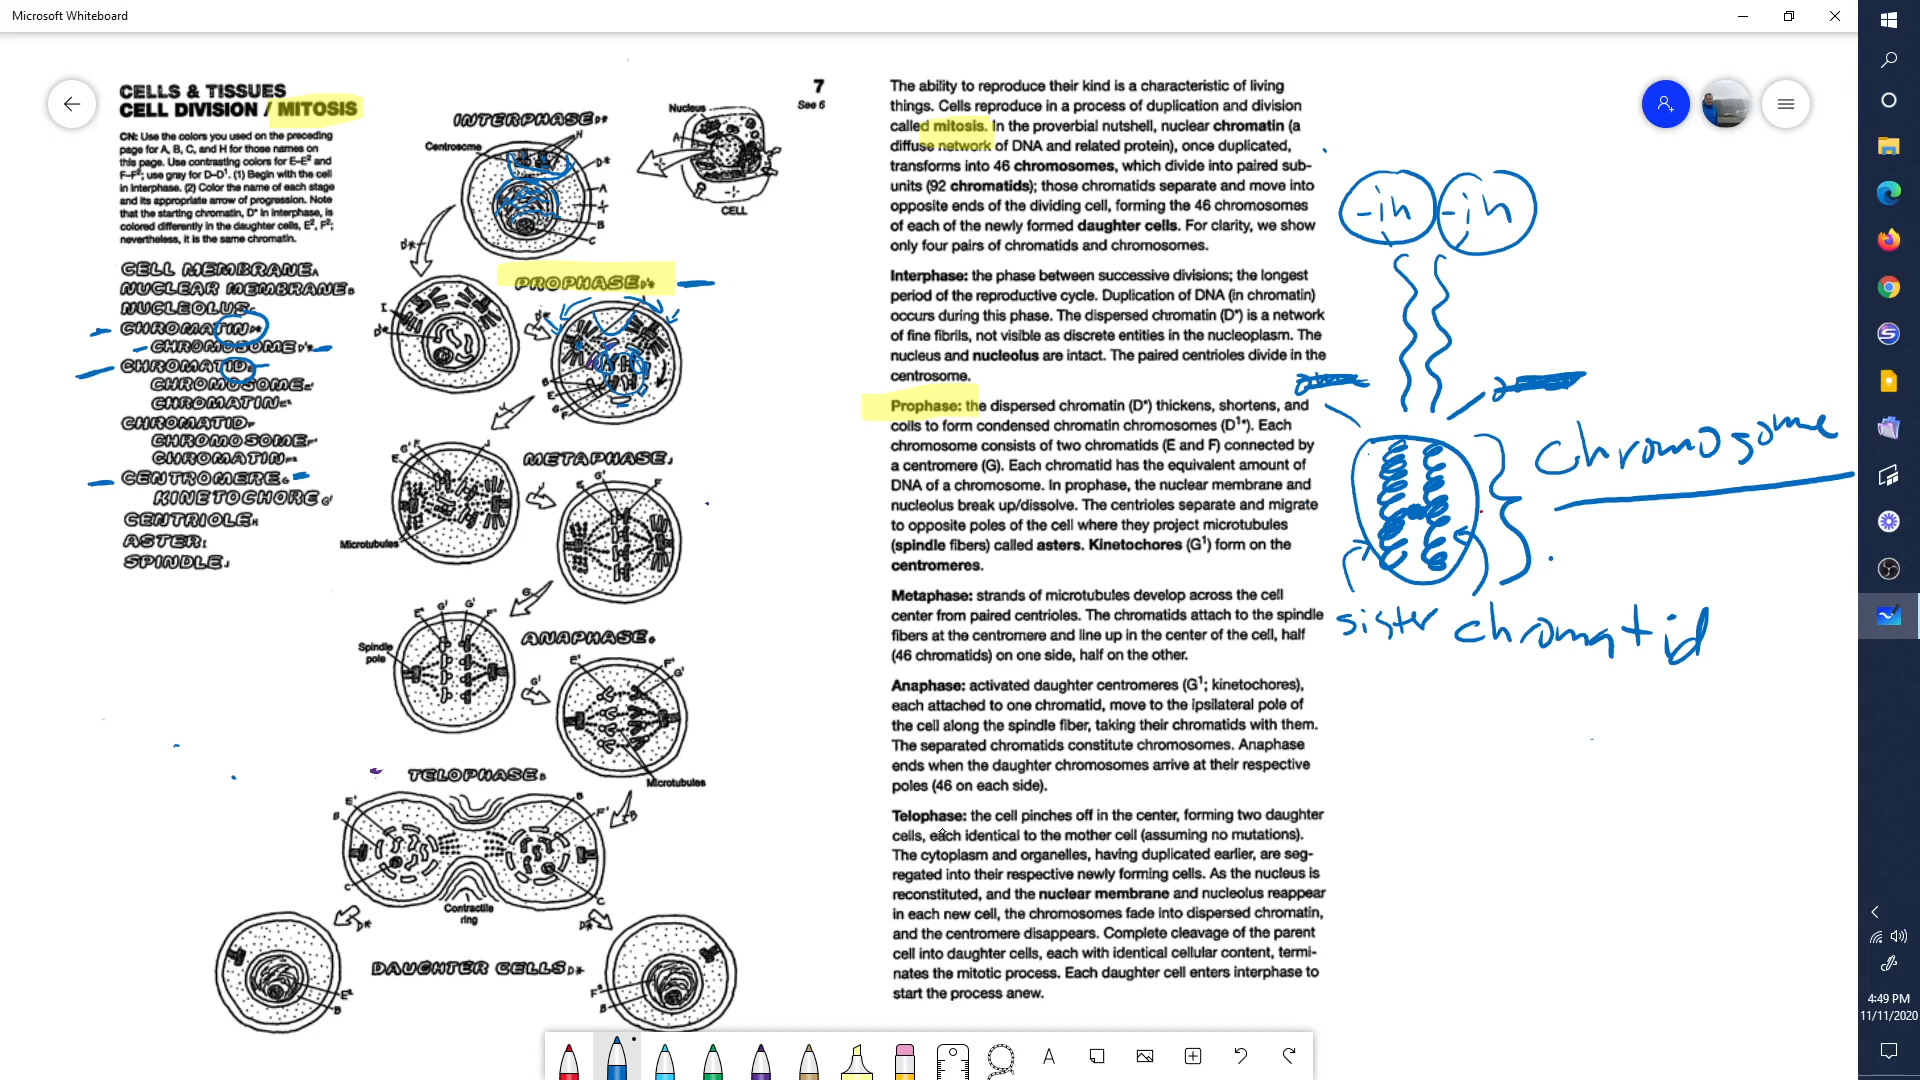 Microsoft Whiteboard
CELLS & TISSUES
CELL DIVISION / MITOSIS
CN: Use the colors you used on the preceding
page for A, B, C, and H for those names on
this page. Use contrasting colors for E–E² and
F–F²; use gray for D–D¹. (1) Begin with the cell
in interphase. (2) Color the name of each stage
and its appropriate arrow of progression. Note
that the starting chromatin, D* in interphase, is
colored differently in the daughter cells, E², F²;
nevertheless, it is the same chromatin.
CELL MEMBRANE A
NUCLEAR MEMBRANE B
NUCLEOLUS C
CHROMATIN D*
CHROMOSOME D¹*
CHROMATID E
CHROMOSOME E¹
CHROMATIN E²
CHROMATID F
CHROMOSOME F¹
CHROMATIN F²
CENTROMERE G
KINETOCHORE G¹
CENTRIOLE H
ASTER I
SPINDLE J
7
See 6
INTERPHASE D*
Centrosome
H
D*
A
B
C
Nucleus
A
CELL
D*
PROPHASE D¹*
I
D*
D*
B
E
G
F
METAPHASE J
E
G¹
F
J
Microtubules
E
G¹
F
ANAPHASE G
G
E¹
G¹
G¹
F¹
Spindle
pole
G¹
E¹
F¹
G¹
Microtubules
TELOPHASE B
E¹
B
C
B
F¹
C
B
Contractile
ring
D*
D*
DAUGHTER CELLS D*
E²
B
F²
B
The ability to reproduce their kind is a characteristic of living
things. Cells reproduce in a process of duplication and division
called mitosis. In the proverbial nutshell, nuclear chromatin (a
diffuse network of DNA and related protein), once duplicated,
transforms into 46 chromosomes, which divide into paired sub-
units (92 chromatids); those chromatids separate and move into
opposite ends of the dividing cell, forming the 46 chromosomes
of each of the newly formed daughter cells. For clarity, we show
only four pairs of chromatids and chromosomes.
Interphase: the phase between successive divisions; the longest
period of the reproductive cycle. Duplication of DNA (in chromatin)
occurs during this phase. The dispersed chromatin (D*) is a network
of fine fibrils, not visible as discrete entities in the nucleoplasm. The
nucleus and nucleolus are intact. The paired centrioles divide in the
centrosome.
Prophase: the dispersed chromatin (D*) thickens, shortens, and
coils to form condensed chromatin chromosomes (D¹*). Each
chromosome consists of two chromatids (E and F) connected by
a centromere (G). Each chromatid has the equivalent amount of
DNA of a chromosome. In prophase, the nuclear membrane and
nucleolus break up/dissolve. The centrioles separate and migrate
to opposite poles of the cell where they project microtubules
(spindle fibers) called asters. Kinetochores (G¹) form on the
centromeres.
Metaphase: strands of microtubules develop across the cell
center from paired centrioles. The chromatids attach to the spindle
fibers at the centromere and line up in the center of the cell, half
(46 chromatids) on one side, half on the other.
Anaphase: activated daughter centromeres (G¹; kinetochores),
each attached to one chromatid, move to the ipsilateral pole of
the cell along the spindle fiber, taking their chromatids with them.
The separated chromatids constitute chromosomes. Anaphase
ends when the daughter chromosomes arrive at their respective
poles (46 on each side).
Telophase: the cell pinches off in the center, forming two daughter
cells, each identical to the mother cell (assuming no mutations).
The cytoplasm and organelles, having duplicated earlier, are seg-
regated into their respective newly forming cells. As the nucleus is
reconstituted, and the nuclear membrane and nucleolus reappear
in each new cell, the chromosomes fade into dispersed chromatin,
and the centromere disappears. Complete cleavage of the parent
cell into daughter cells, each with identical cellular content, termi-
nates the mitotic process. Each daughter cell enters interphase to
start the process anew.
-in -in
chromosome
sister chromatid
4:49 PM
11/11/2020